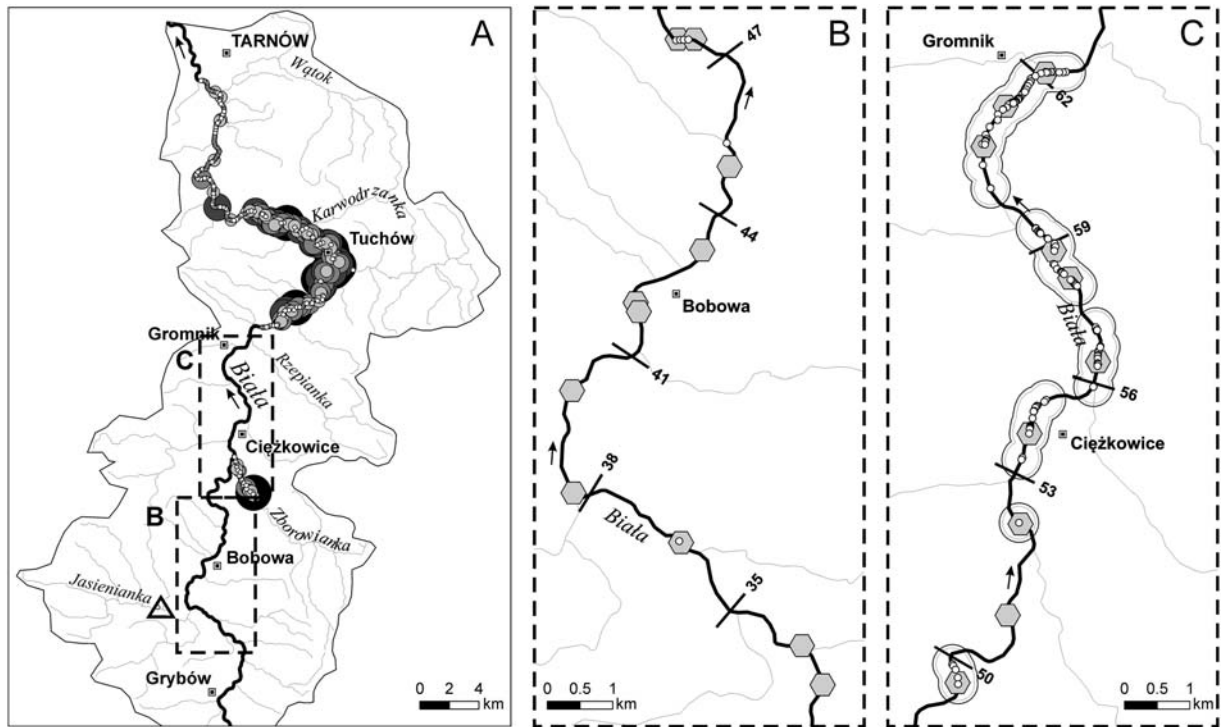 A
TARNÓW
Wątok
Karwodrzanka
Tuchów
Gromnik
C
Rzepianka
Biała
Ciężkowice
B
Zborowianka
Bobowa
Jasienianka
Grybów
0 2 4
km
B
47
44
Bobowa
41
38
Biała
35
0 0.5 1
km
C
Gromnik
62
59
Biała
56
Ciężkowice
53
50
0 0.5 1
km